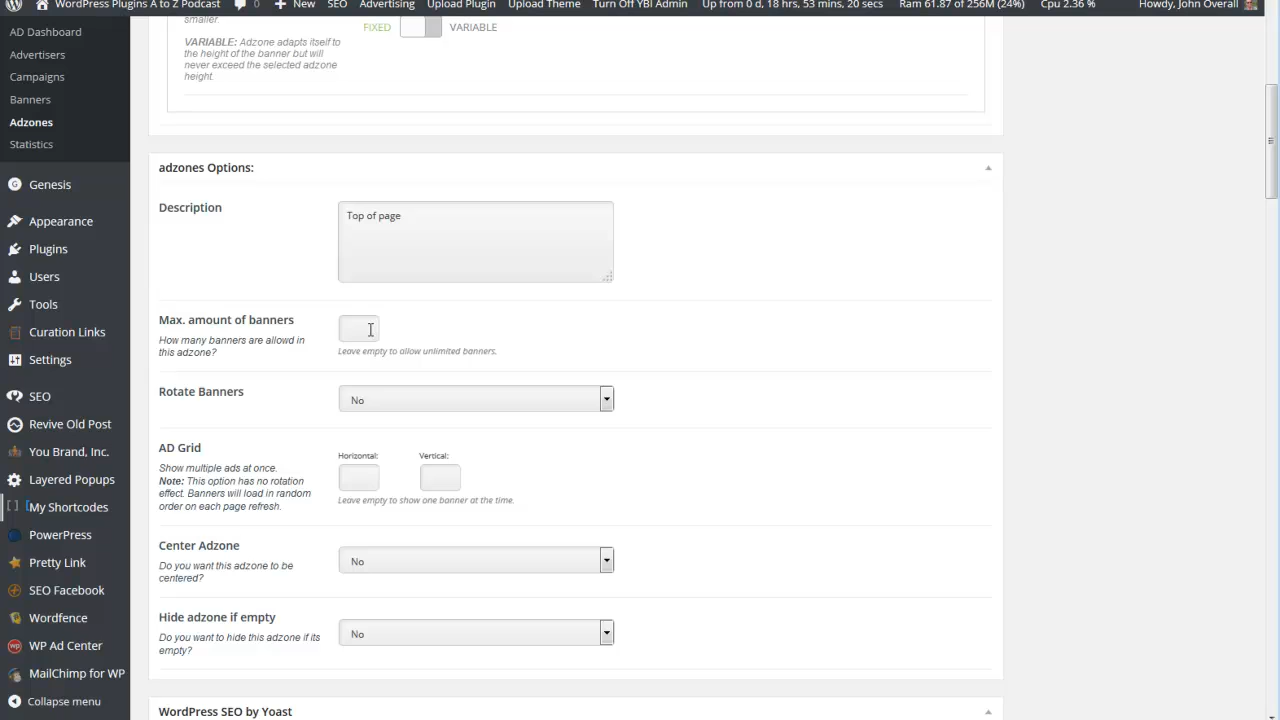 WordPress Plugins A to Z Podcast 0 New SEO Advertising Upload Plugin Upload Theme Turn Off YBI Admin Up from 0 d, 18 hrs, 53 mins, 20 secs Ram 61.87 of 256M (24%) Cpu 2.36 % Howdy, John Overall
AD Dashboard
Advertisers
Campaigns
Banners
Adzones
Statistics
Genesis
Appearance
Plugins
Users
Tools
Curation Links
Settings
SEO
Revive Old Post
You Brand, Inc.
Layered Popups
My Shortcodes
PowerPress
Pretty Link
SEO Facebook
Wordfence
WP Ad Center
MailChimp for WP
Collapse menu
smaller.
VARIABLE: Adzone adapts itself to
the height of the banner but will
never exceed the selected adzone
height.
FIXED VARIABLE
adzones Options:
Description
Top of page
Max. amount of banners
How many banners are allowd in
this adzone?
Leave empty to allow unlimited banners.
Rotate Banners
No
AD Grid
Show multiple ads at once.
Note: This option has no rotation
effect. Banners will load in random
order on each page refresh.
Horizontal: Vertical:
Leave empty to show one banner at the time.
Center Adzone
Do you want this adzone to be
centered?
No
Hide adzone if empty
Do you want to hide this adzone if its
empty?
No
WordPress SEO by Yoast